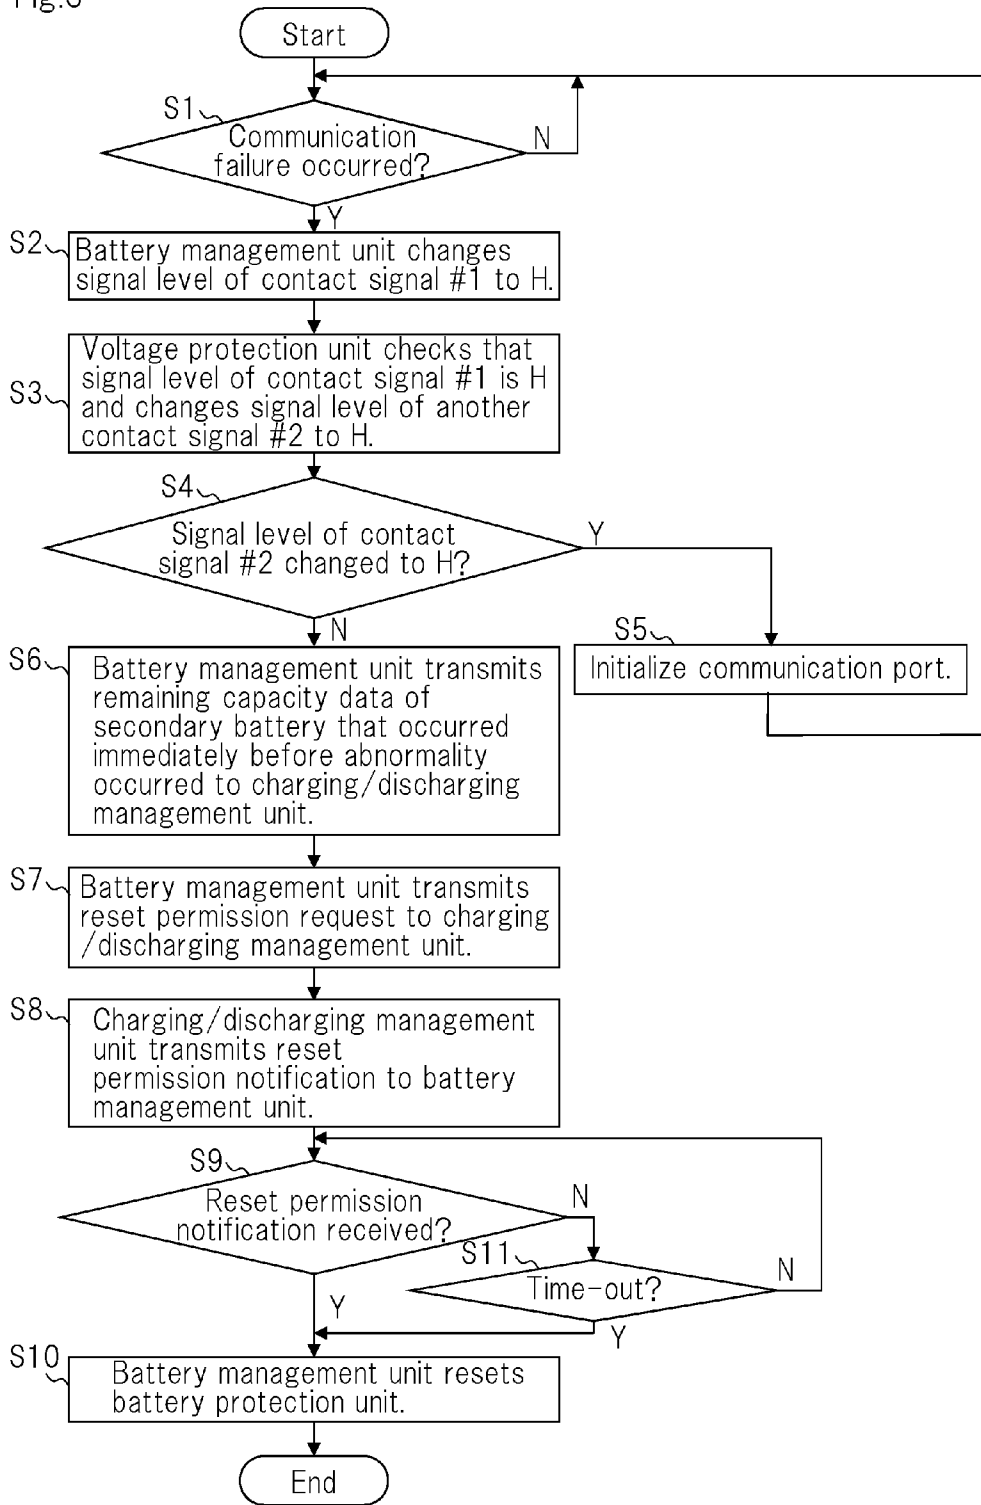 Start
S1
Communication
failure occurred?
N
Y
S2
Battery management unit changes
signal level of contact signal #1 to H.
S3
Voltage protection unit checks that
signal level of contact signal #1 is H
and changes signal level of another
contact signal #2 to H.
S4
Signal level of contact
signal #2 changed to H?
Y
N
S5
Initialize communication port.
S6
Battery management unit transmits
remaining capacity data of
secondary battery that occurred
immediately before abnormality
occurred to charging/discharging
management unit.
S7
Battery management unit transmits
reset permission request to charging
/discharging management unit.
S8
Charging/discharging management
unit transmits reset
permission notification to battery
management unit.
S9
Reset permission
notification received?
N
S11
Time-out?
N
Y
Y
S10
Battery management unit resets
battery protection unit.
End